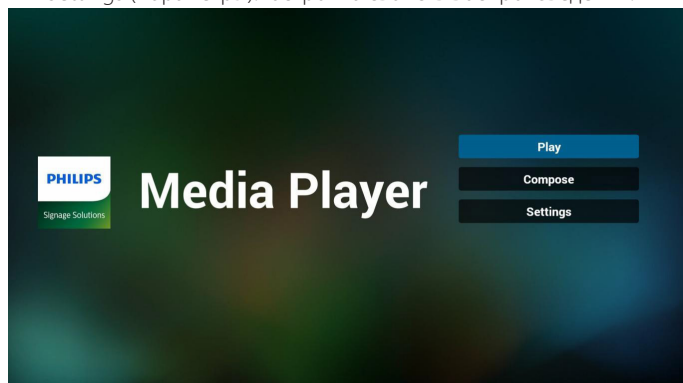 Media Player
PHILIPS
Signage Solutions
Play
Compose
Settings